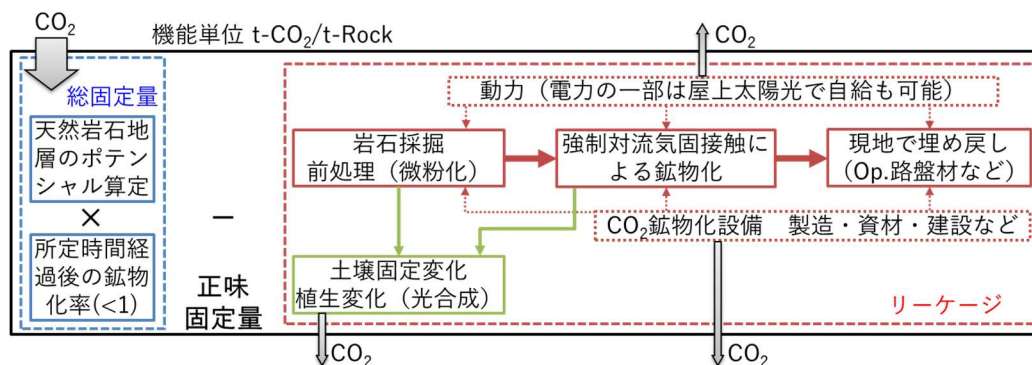 CO₂
機能単位 t-CO₂/t-Rock
CO₂
総固定量
天然岩石地
層のポテン
シャル算定
×
所定時間経
過後の鉱物
化率(<1)
－
正味
固定量
動力（電力の一部は屋上太陽光で自給も可能）
岩石採掘
前処理（微粉化）
強制対流気固接触に
よる鉱物化
現地で埋め戻し
（Op.路盤材など）
CO₂鉱物化設備　製造・資材・建設など
土壌固定変化
植生変化（光合成）
リーケージ
CO₂
CO₂